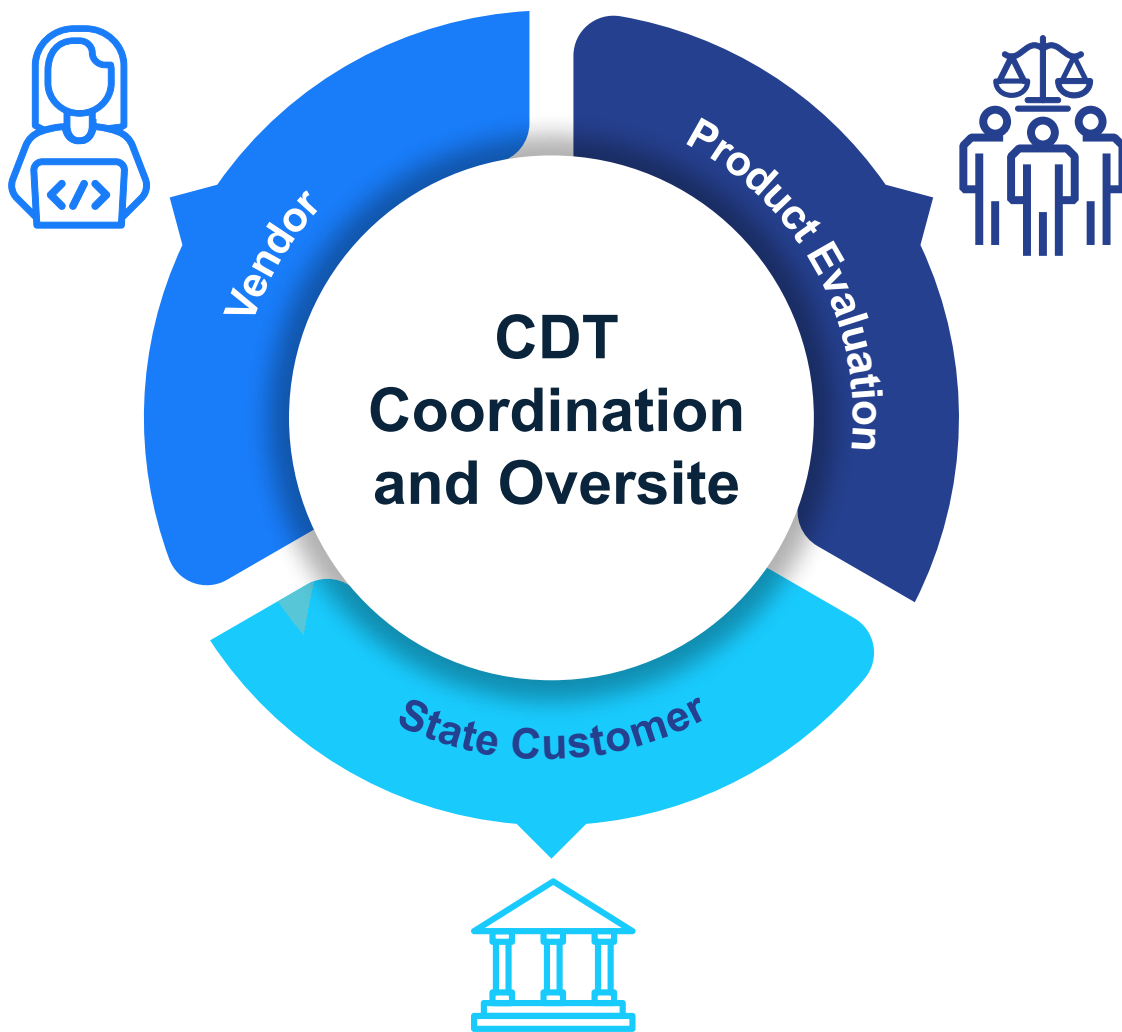 Vendor
Product Evaluation
CDT
Coordination
and Oversite
State Customer
</>